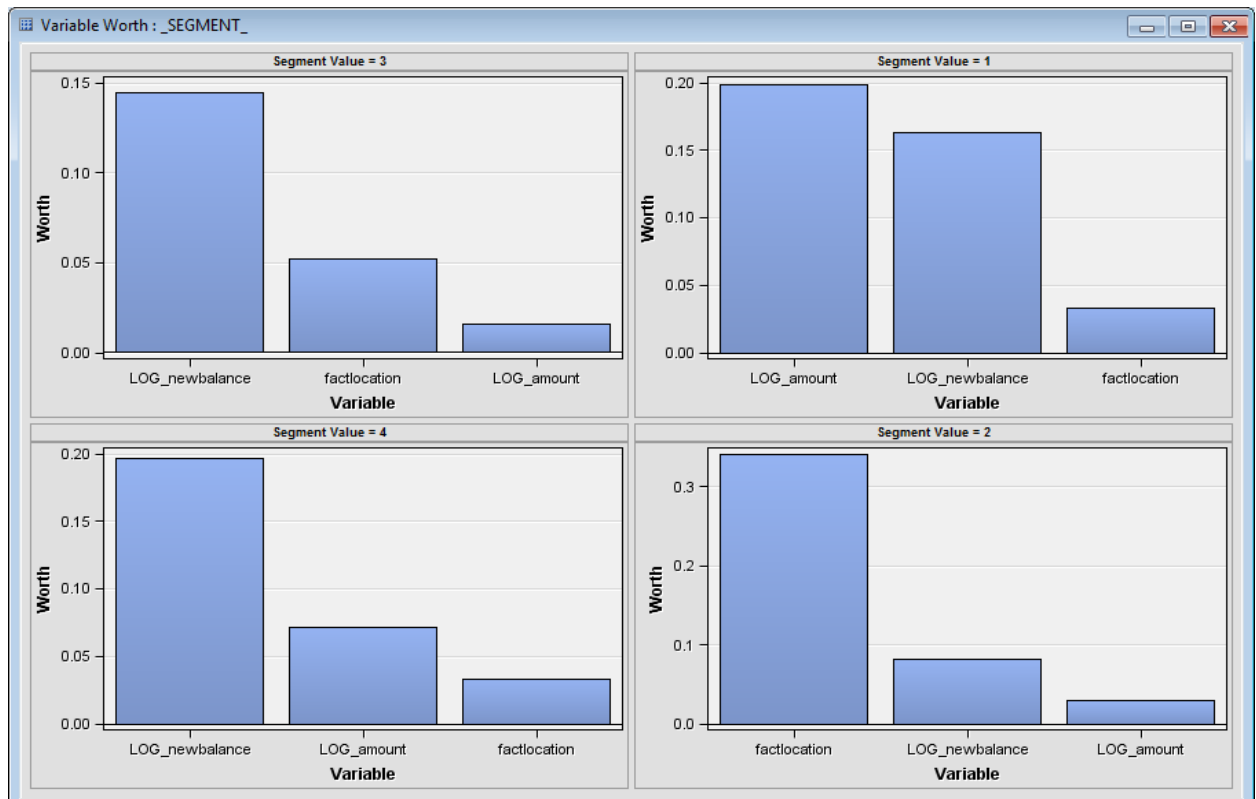 Variable Worth : _SEGMENT_
Segment Value = 3
0.15
0.10
0.05
0.00
Worth
LOG_newbalance factlocation LOG_amount
Variable
Segment Value = 1
0.20
0.15
0.10
0.05
0.00
Worth
LOG_amount LOG_newbalance factlocation
Variable
Segment Value = 4
0.20
0.15
0.10
0.05
0.00
Worth
LOG_newbalance LOG_amount factlocation
Variable
Segment Value = 2
0.3
0.2
0.1
0.0
Worth
factlocation LOG_newbalance LOG_amount
Variable